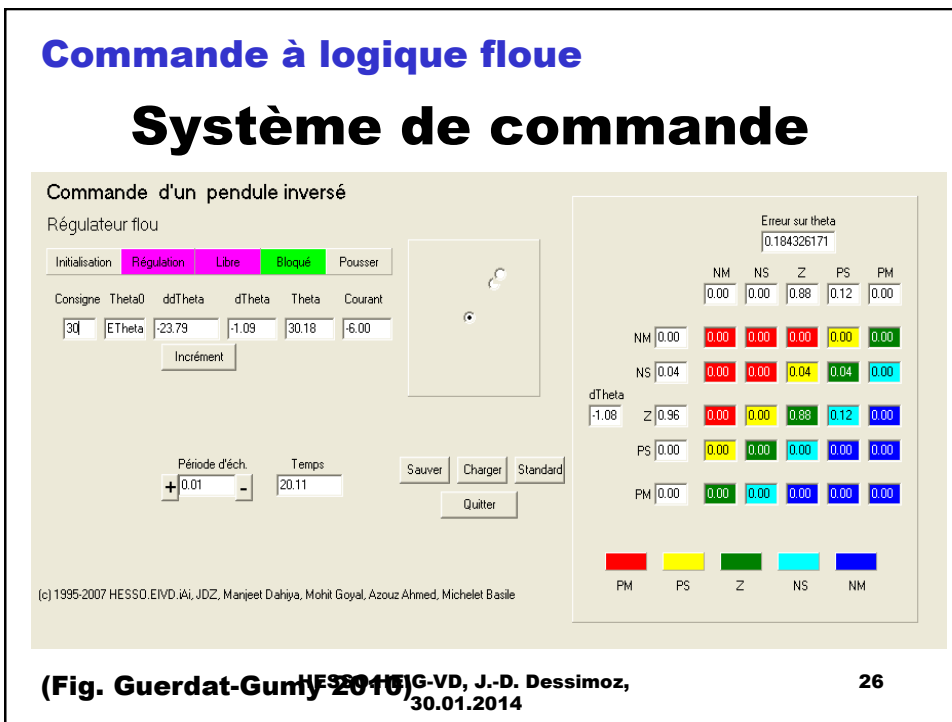 Commande à logique floue
Système de commande
Commande d'un pendule inversé
Régulateur flou
Initialisation Régulation Libre Bloqué Pousser
Consigne Theta0 ddTheta dTheta Theta Courant
30 ETheta -23.79 -1.09 30.18 -6.00
Incrément
Période d'éch. Temps
+ 0.01 - 20.11
Sauver Charger Standard
Quitter
Erreur sur theta
0.184326171
NM NS Z PS PM
0.00 0.00 0.88 0.12 0.00
NM 0.00 0.00 0.00 0.00 0.00 0.00
NS 0.04 0.00 0.00 0.04 0.04 0.00
dTheta
-1.08 Z 0.96 0.00 0.00 0.88 0.12 0.00
PS 0.00 0.00 0.00 0.00 0.00 0.00
PM 0.00 0.00 0.00 0.00 0.00 0.00
PM PS Z NS NM
(c) 1995-2007 HESSO.EIVD.iAi, JDZ, Manjeet Dahiya, Mohit Goyal, Azouz Ahmed, Michelet Basile
(Fig. Guerdat-Gumy 2010)
HESSO.HEIG-VD, J.-D. Dessimoz,
30.01.2014
26